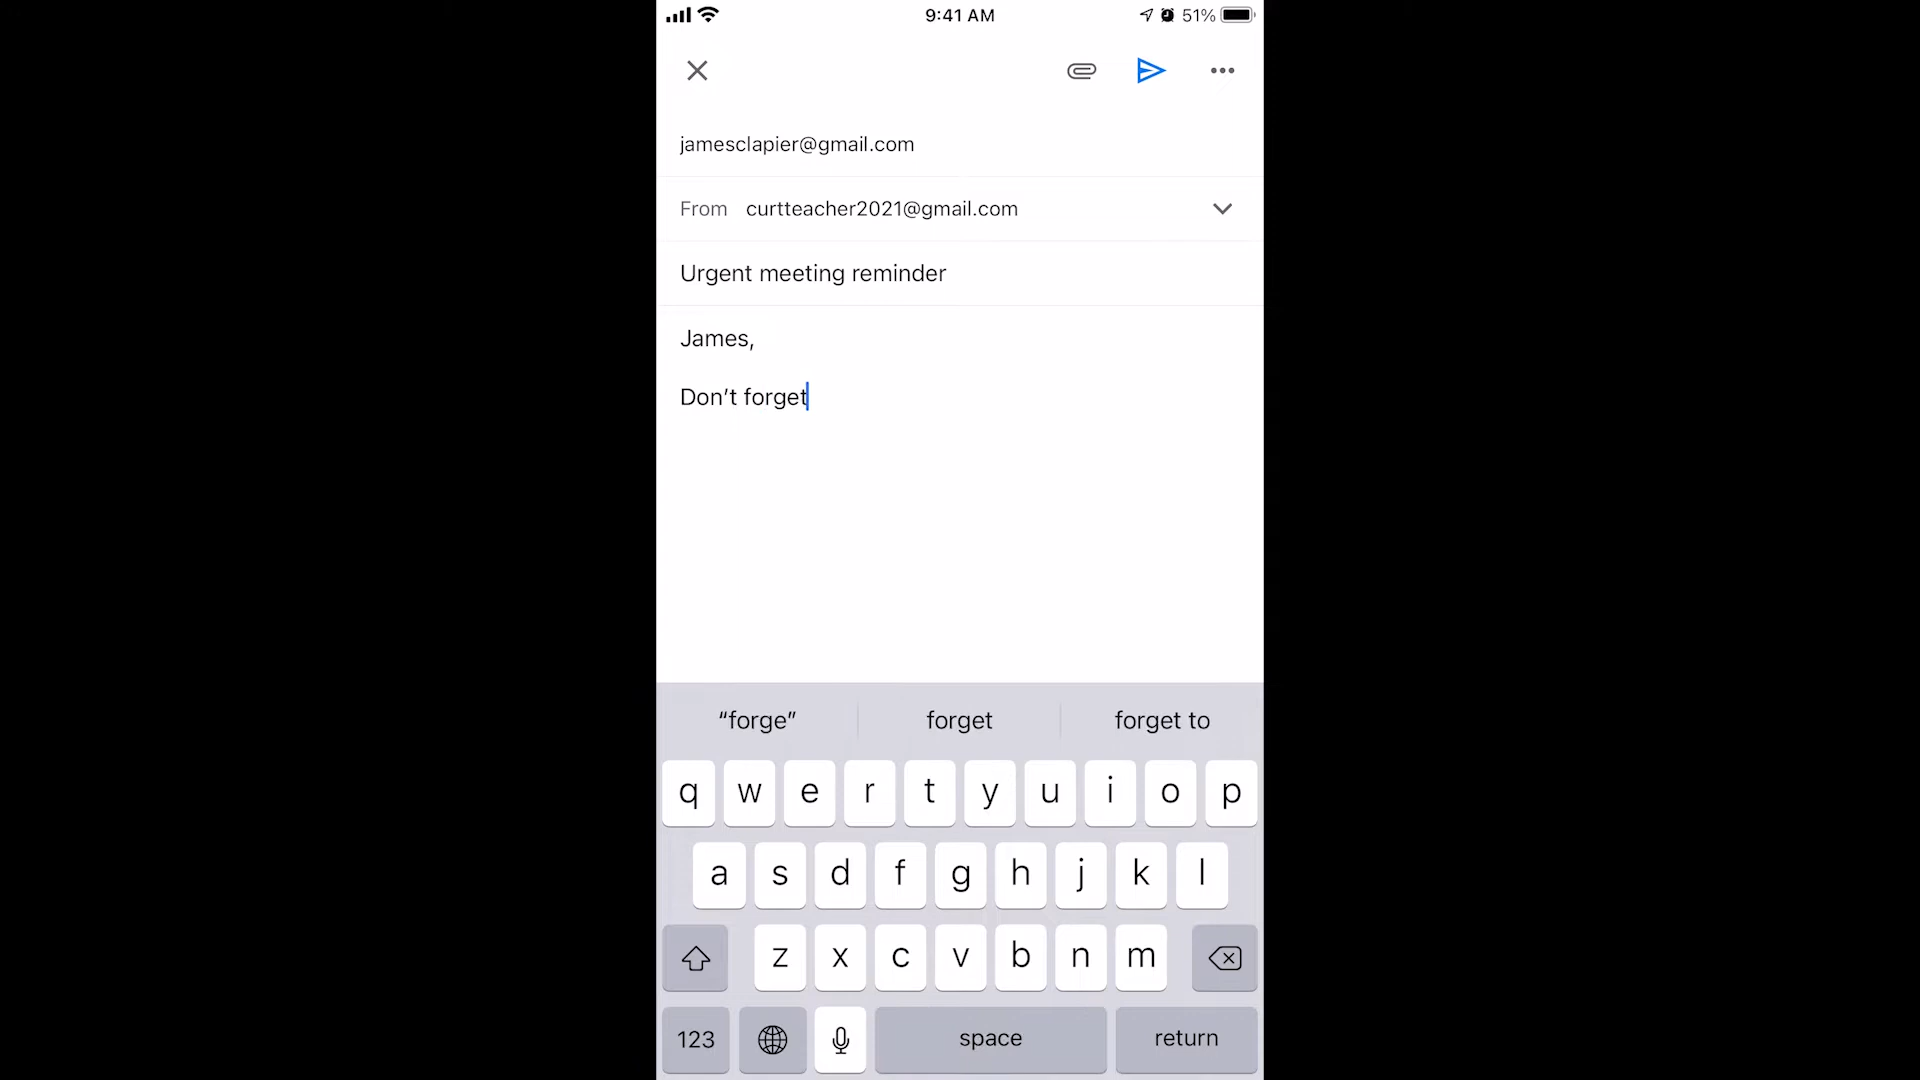 9:41 AM 51%
jamesclapier@gmail.com
From curtteacher2021@gmail.com
Urgent meeting reminder
James,
Don’t forget
“forge” forget forget to
q w e r t y u i o p
a s d f g h j k l
z x c v b n m
123 space return